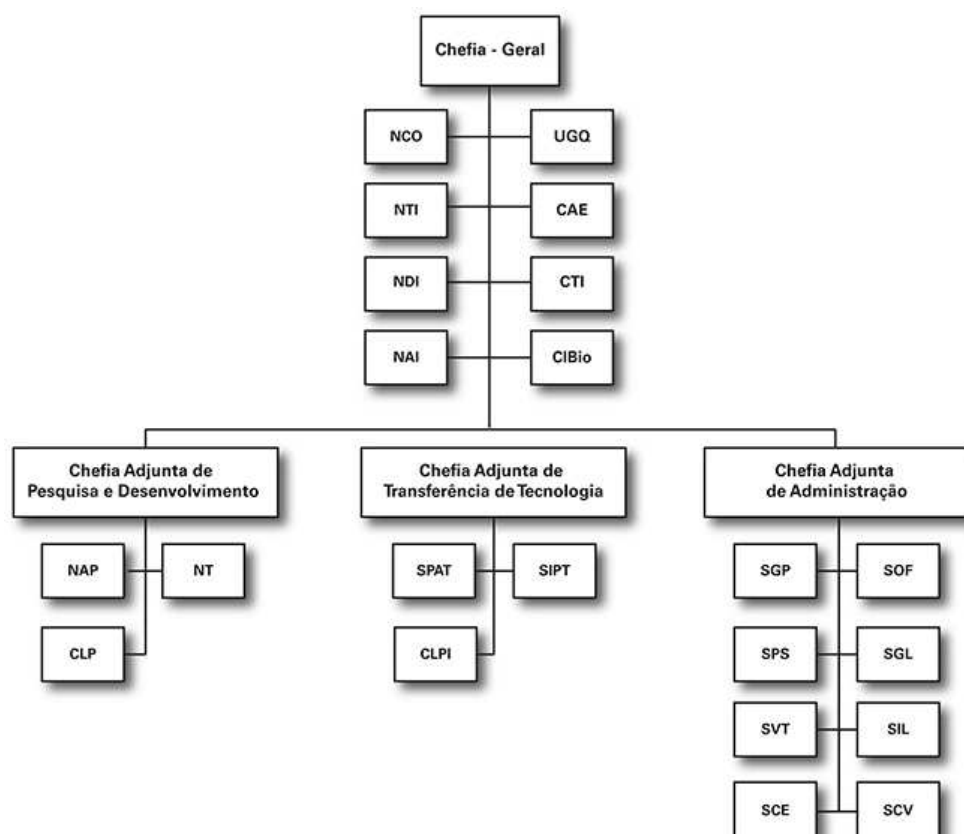 Chefia - Geral
NCO
UGQ
NTI
CAE
NDI
CTI
NAI
CIBio
Chefia Adjunta de
Pesquisa e Desenvolvimento
Chefia Adjunta de
Transferência de Tecnologia
Chefia Adjunta
de Administração
NAP
NT
CLP
SPAT
SIPT
CLPI
SGP
SOF
SPS
SGL
SVT
SIL
SCE
SCV